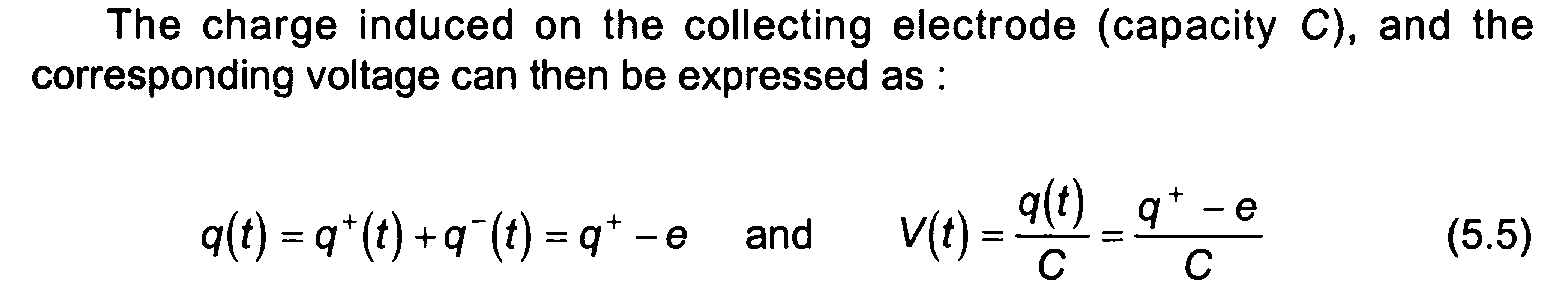 The charge induced on the collecting electrode (capacity C), and the
corresponding voltage can then be expressed as :
q(t) = q⁺(t) + q⁻(t) = q⁺ − e and V(t) = q(t)/C = (q⁺ − e)/C (5.5)